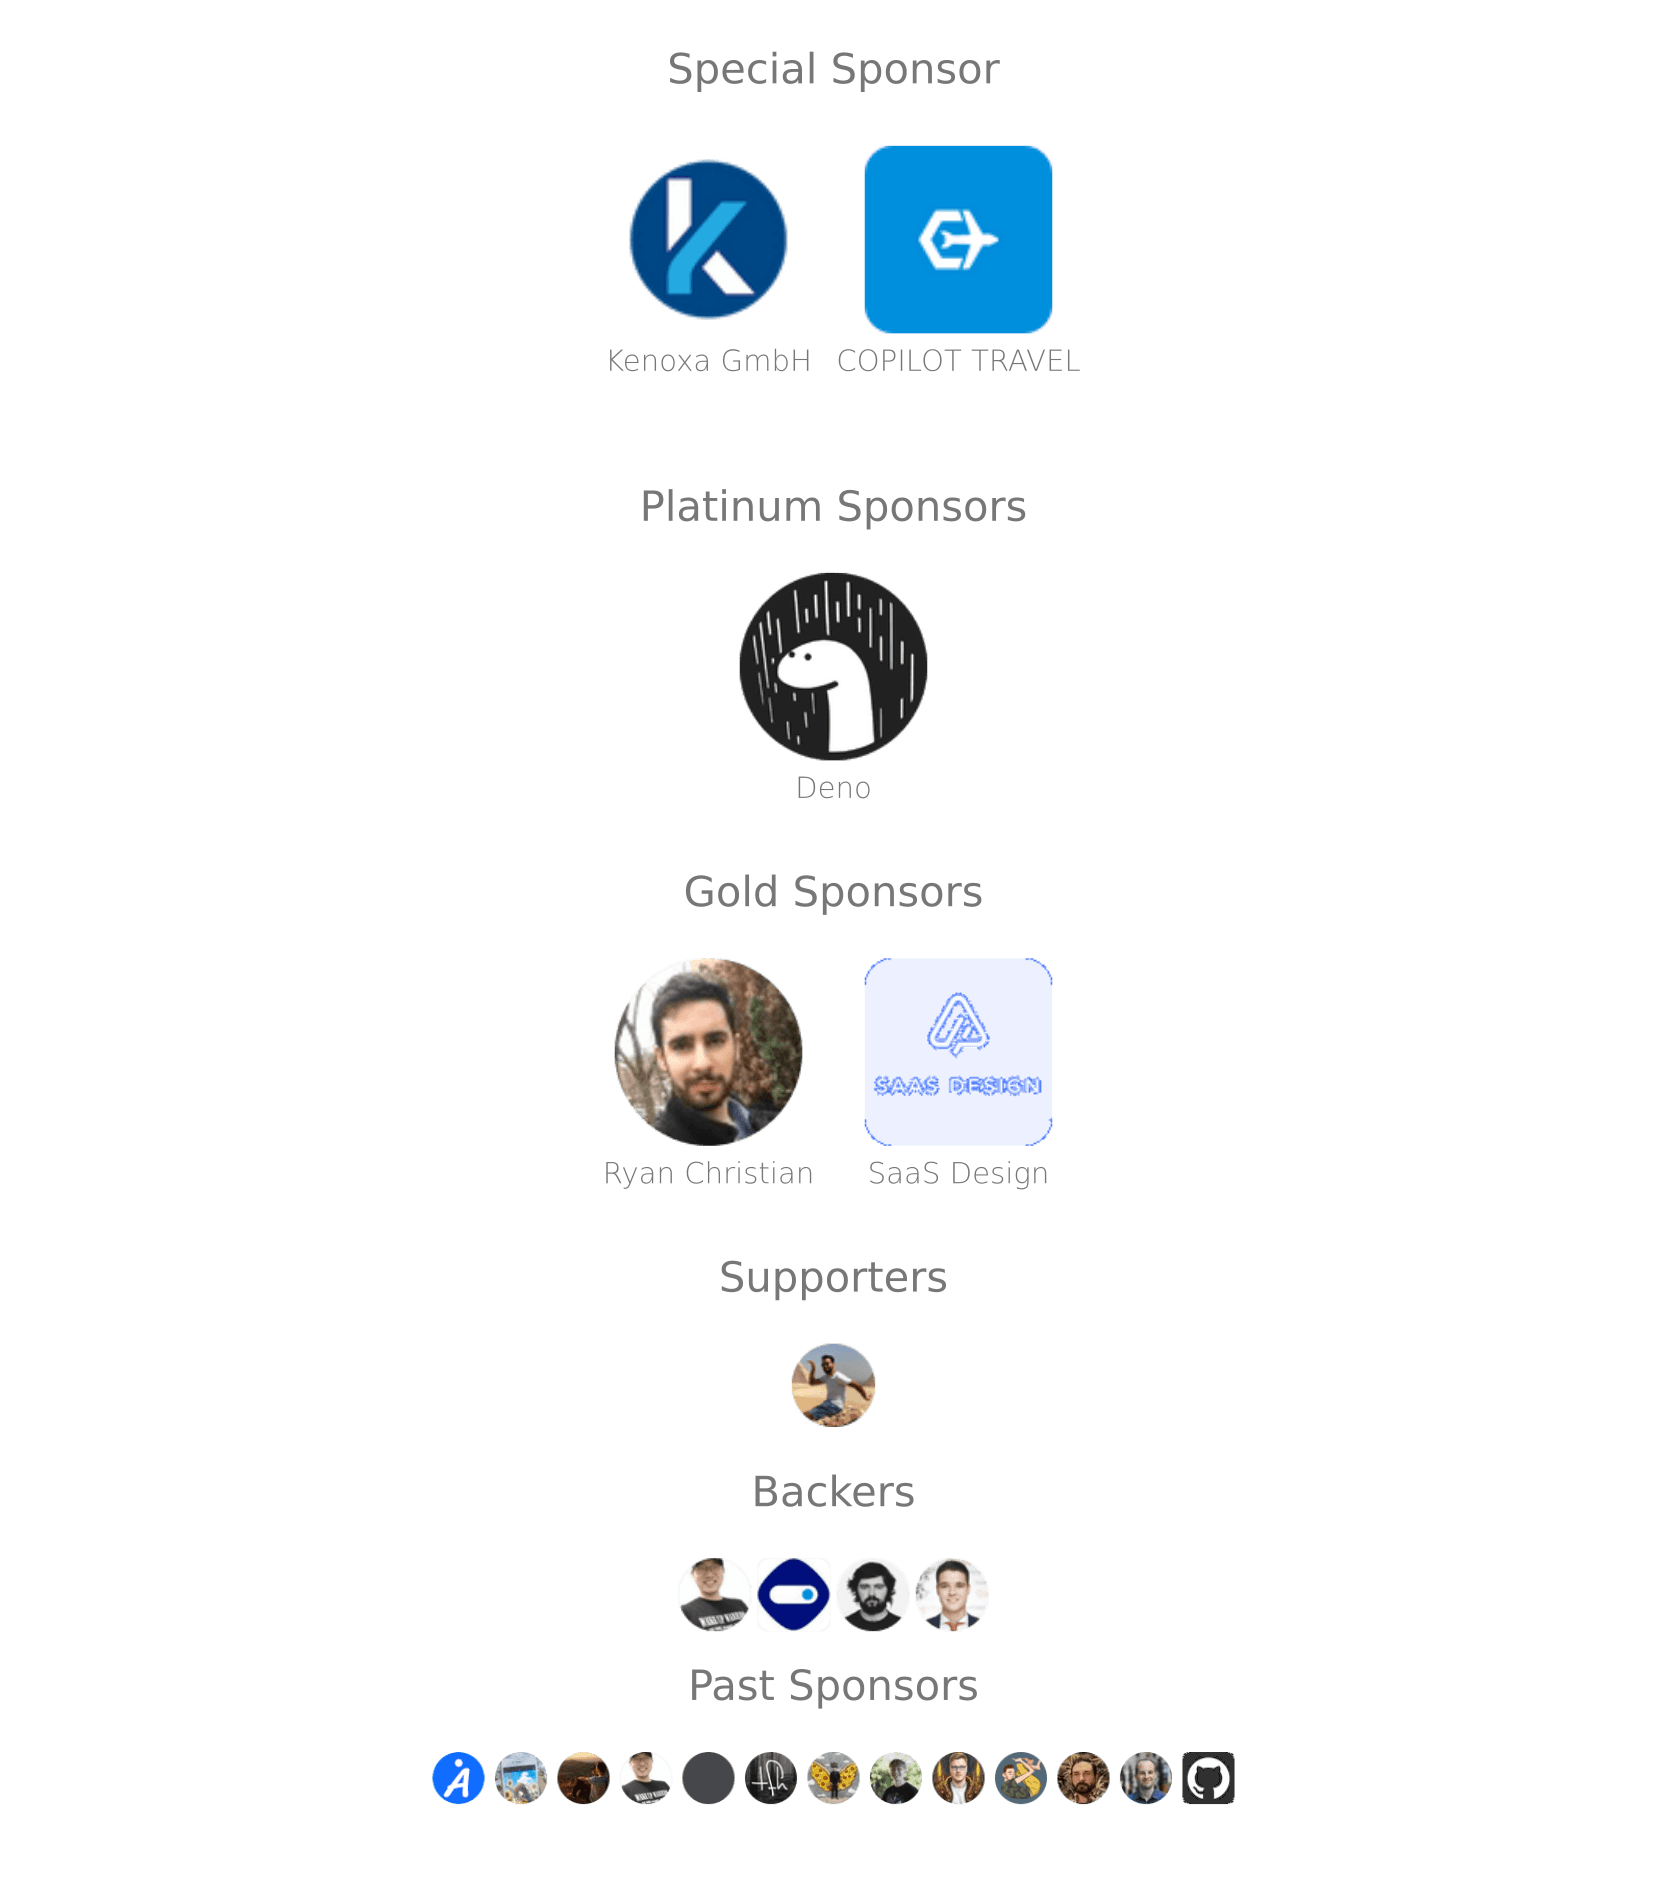 Special Sponsor
Kenoxa GmbH COPILOT TRAVEL
Platinum Sponsors
Deno
Gold Sponsors
SAAS DESIGN
Ryan Christian SaaS Design
Supporters
Backers
Past Sponsors